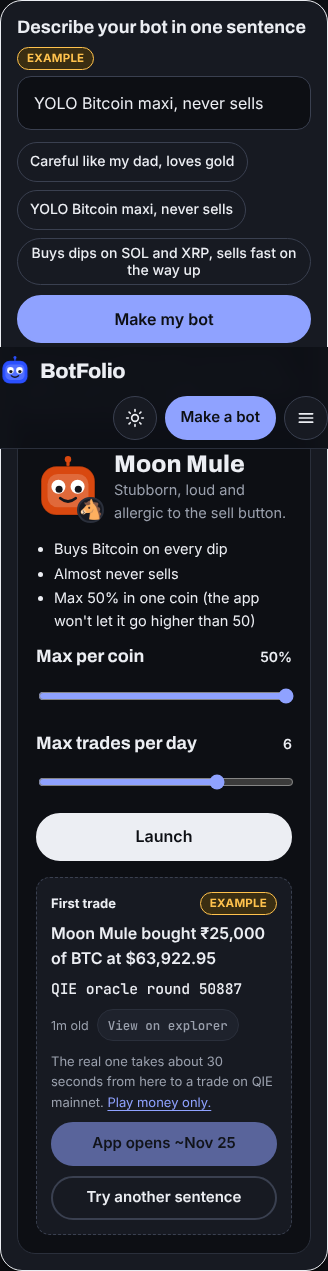 Describe your bot in one sentence
EXAMPLE
YOLO Bitcoin maxi, never sells
Careful like my dad, loves gold
YOLO Bitcoin maxi, never sells
Buys dips on SOL and XRP, sells fast on
the way up
Make my bot
BotFolio
Make a bot
Moon Mule
Stubborn, loud and
allergic to the sell button.
• Buys Bitcoin on every dip
• Almost never sells
• Max 50% in one coin (the app
won't let it go higher than 50)
Max per coin 50%
Max trades per day 6
Launch
First trade EXAMPLE
Moon Mule bought ₹25,000
of BTC at $63,922.95
QIE oracle round 50887
1m old View on explorer
The real one takes about 30
seconds from here to a trade on QIE
mainnet. Play money only.
App opens ~Nov 25
Try another sentence